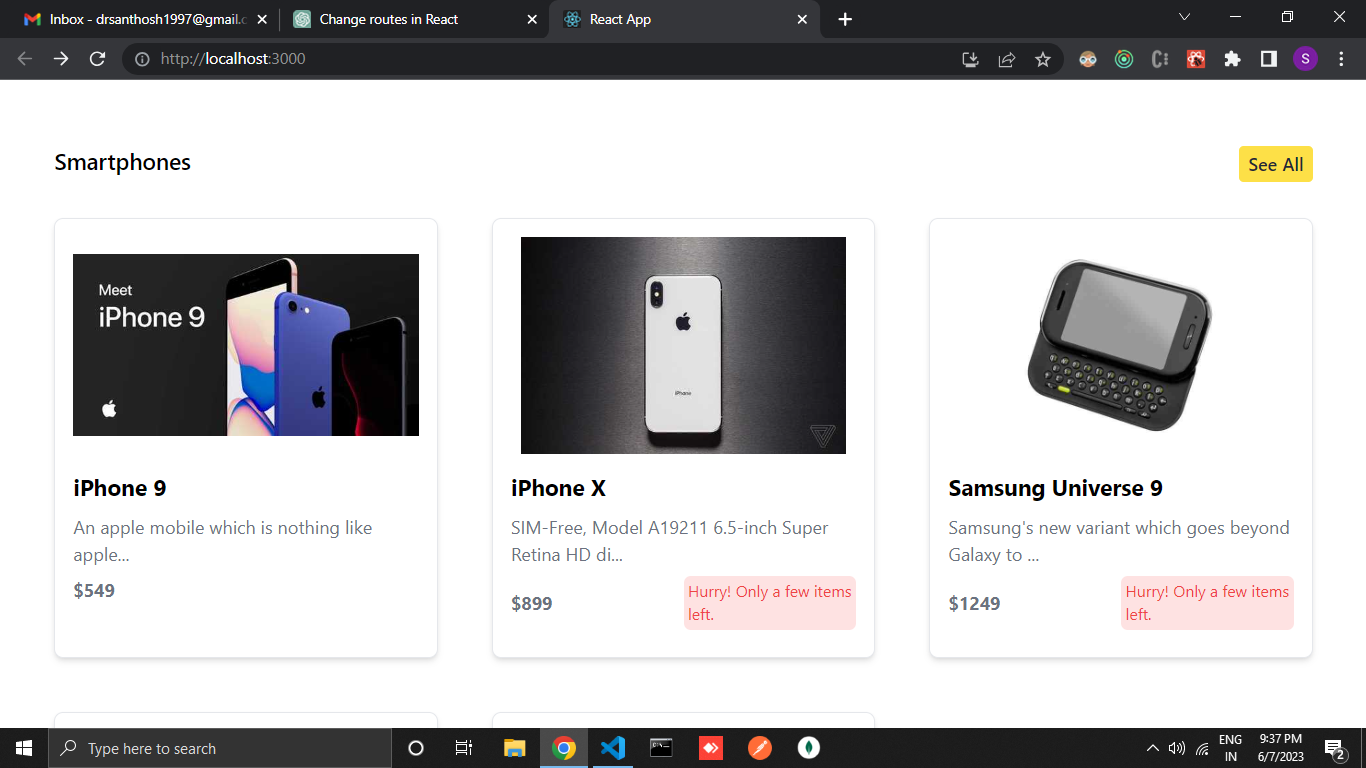 Inbox - drsanthosh1997@gmail.c
Change routes in React
React App
http://localhost:3000
S
Smartphones
See All
Meet
iPhone 9
iPhone
iPhone 9
An apple mobile which is nothing like
apple...
$549
iPhone X
SIM-Free, Model A19211 6.5-inch Super
Retina HD di...
$899
Hurry! Only a few items
left.
Samsung Universe 9
Samsung's new variant which goes beyond
Galaxy to ...
$1249
Hurry! Only a few items
left.
Type here to search
ENG
IN
9:37 PM
6/7/2023
2